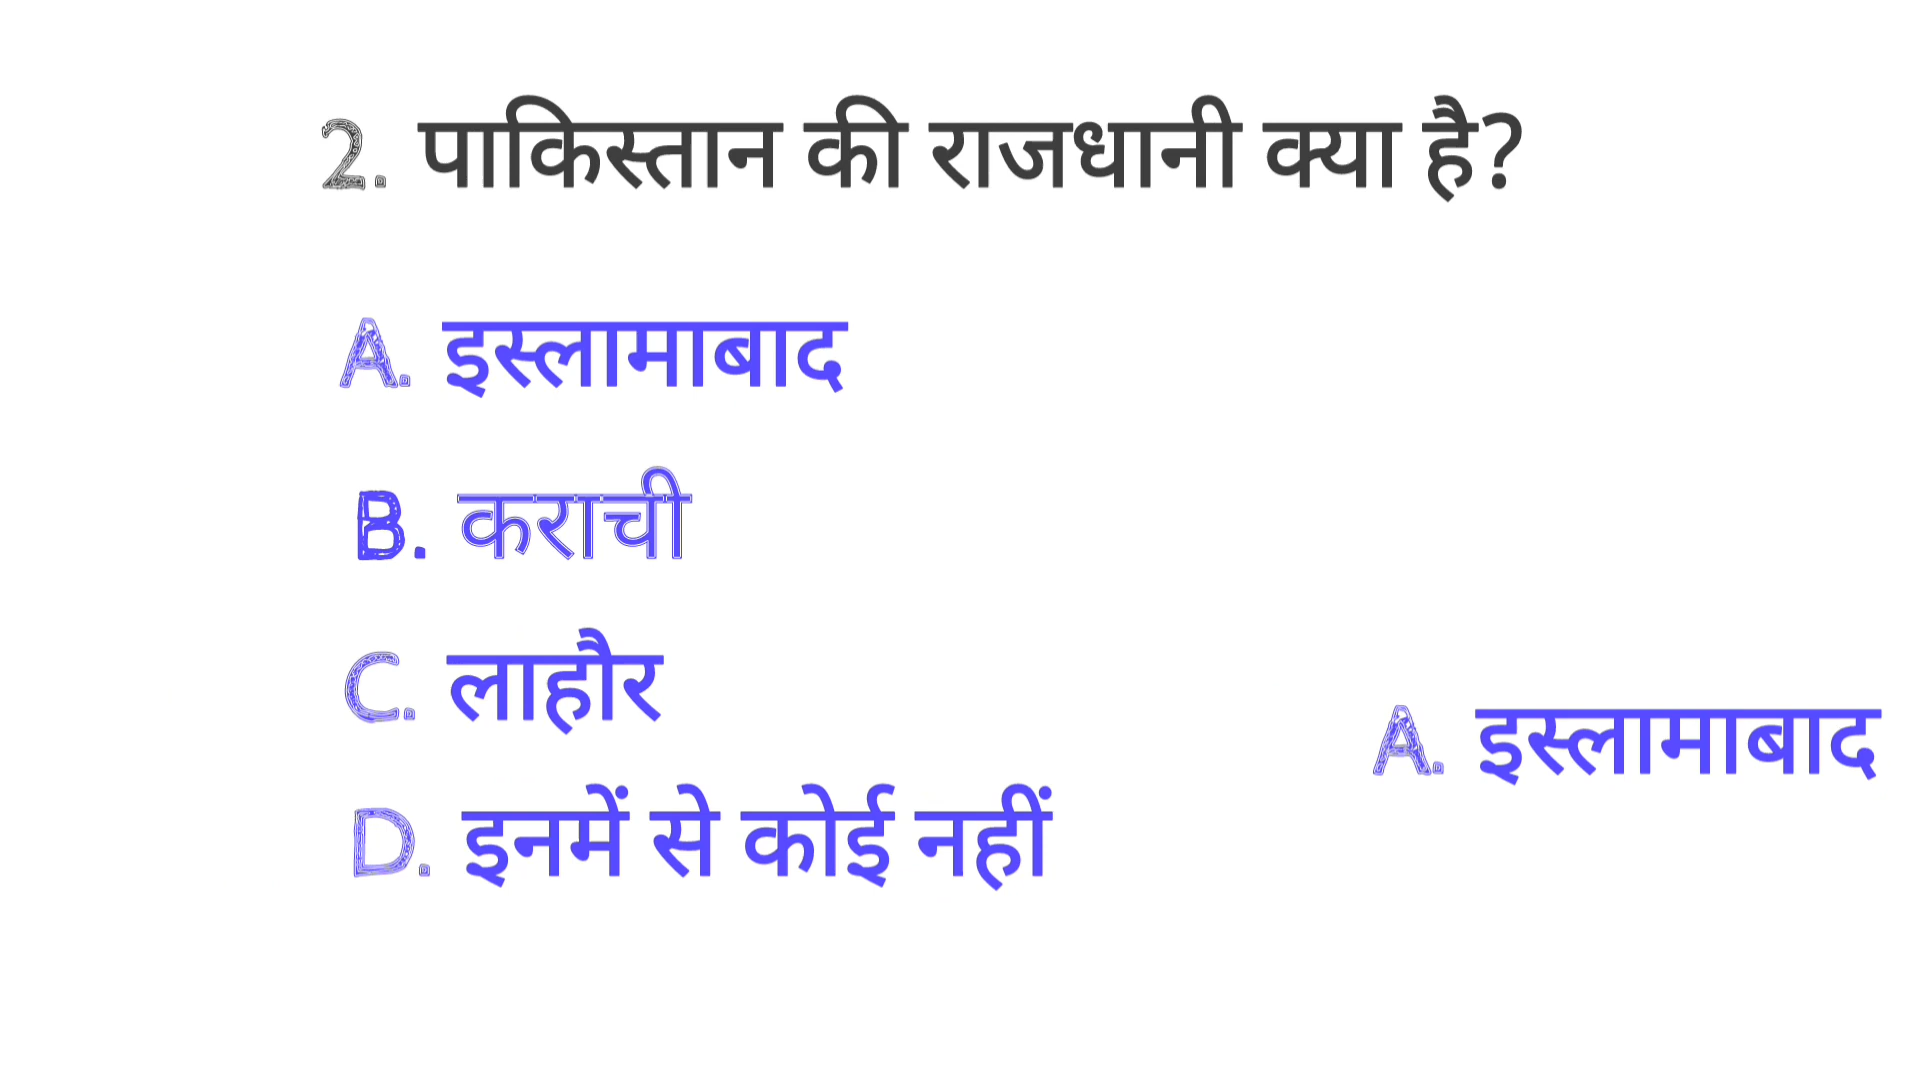 2. पाकिस्तान की राजधानी क्या है?
A. इस्लामाबाद
B. कराची
C. लाहौर
D. इनमें से कोई नहीं
A. इस्लामाबाद